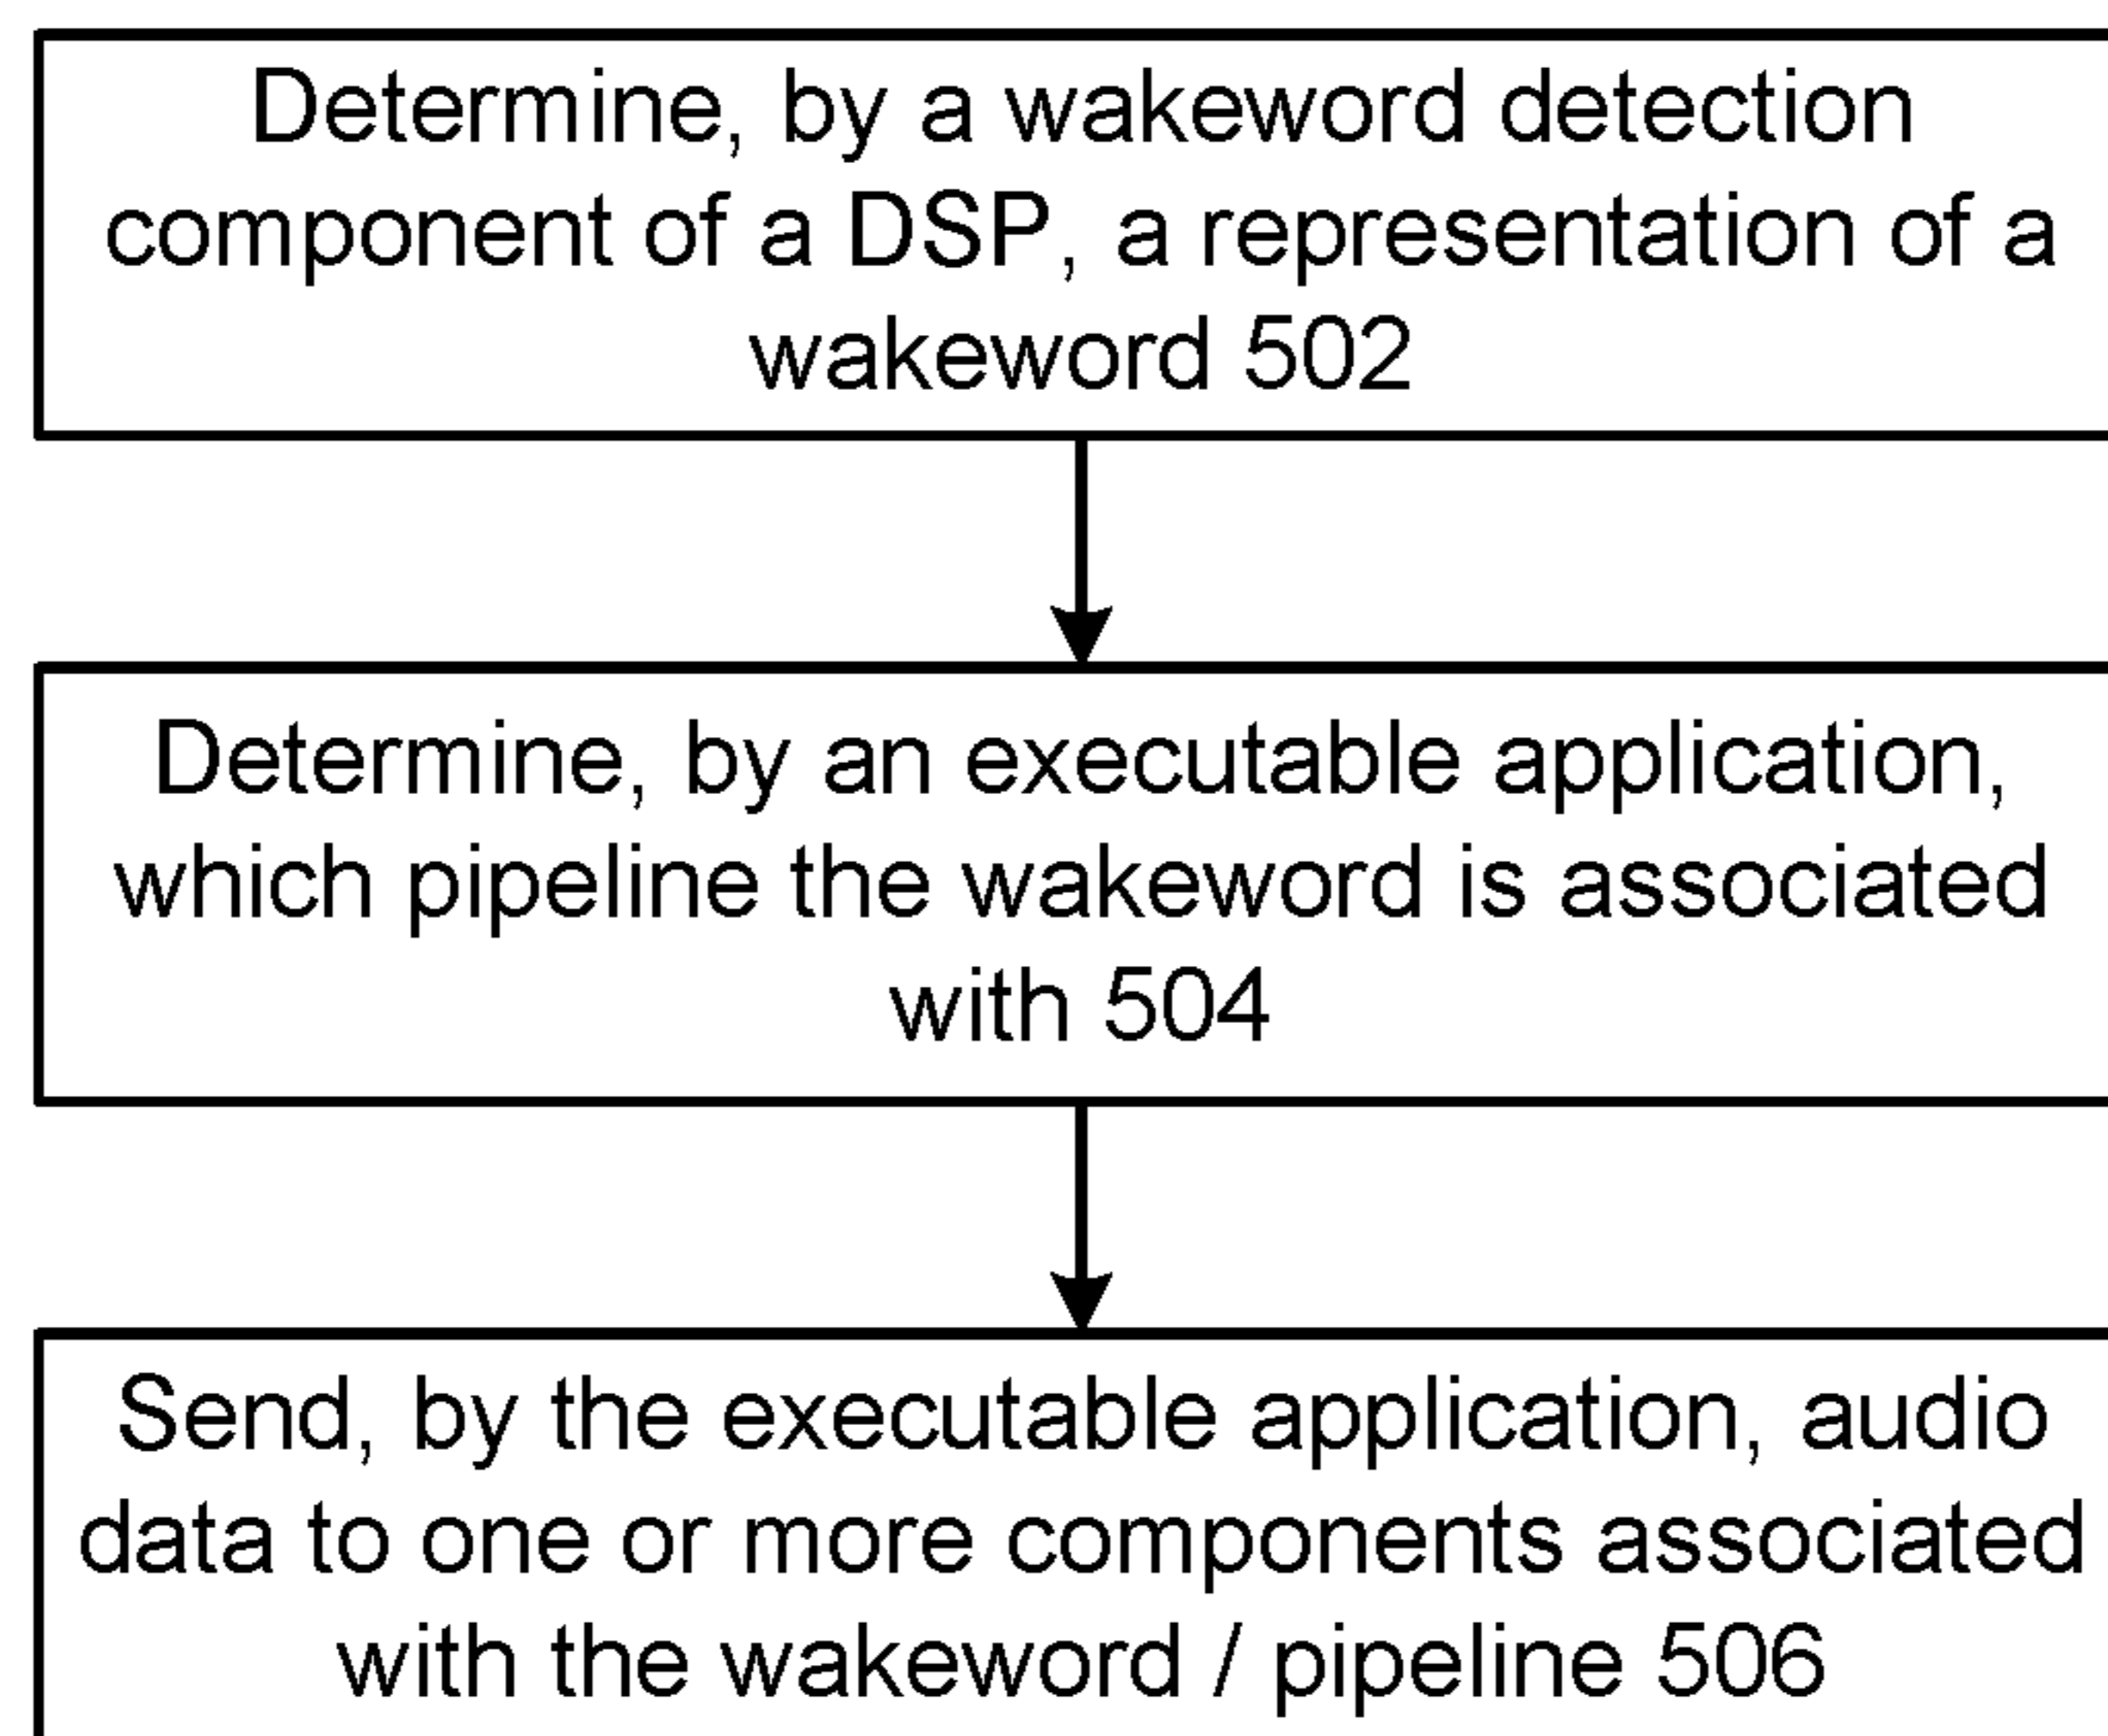 Determine, by a wakeword detection
component of a DSP, a representation of a
wakeword 502
Determine, by an executable application,
which pipeline the wakeword is associated
with 504
Send, by the executable application, audio
data to one or more components associated
with the wakeword / pipeline 506